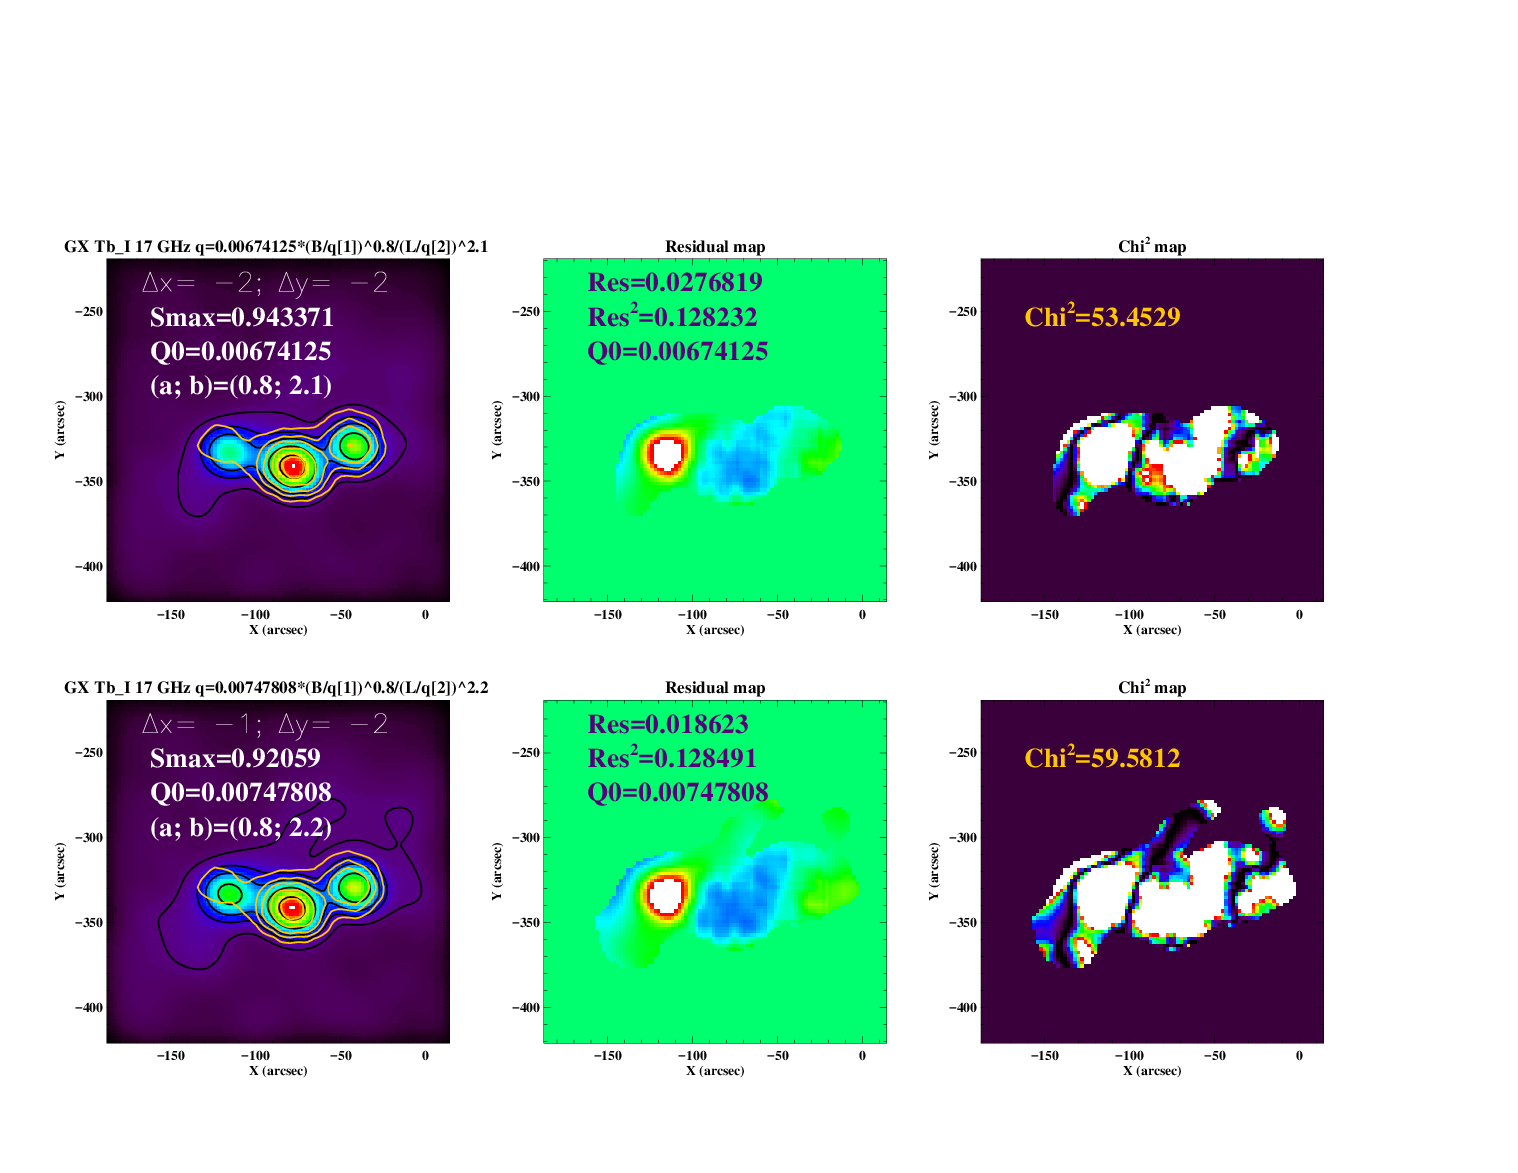 GX Tb_I 17 GHz q=0.00674125*(B/q[1])^0.8/(L/q[2])^2.1
Δx= −2; Δy= −2
Smax=0.943371
Q0=0.00674125
(a; b)=(0.8; 2.1)
−250
−300
−350
−400
Y (arcsec)
−150
−100
−50
0
X (arcsec)
Residual map
Res=0.0276819
Res²=0.128232
Q0=0.00674125
−250
−300
−350
−400
Y (arcsec)
−150
−100
−50
0
X (arcsec)
Chi² map
Chi²=53.4529
−250
−300
−350
−400
Y (arcsec)
−150
−100
−50
0
X (arcsec)
GX Tb_I 17 GHz q=0.00747808*(B/q[1])^0.8/(L/q[2])^2.2
Δx= −1; Δy= −2
Smax=0.92059
Q0=0.00747808
(a; b)=(0.8; 2.2)
−250
−300
−350
−400
Y (arcsec)
−150
−100
−50
0
X (arcsec)
Residual map
Res=0.018623
Res²=0.128491
Q0=0.00747808
−250
−300
−350
−400
Y (arcsec)
−150
−100
−50
0
X (arcsec)
Chi² map
Chi²=59.5812
−250
−300
−350
−400
Y (arcsec)
−150
−100
−50
0
X (arcsec)